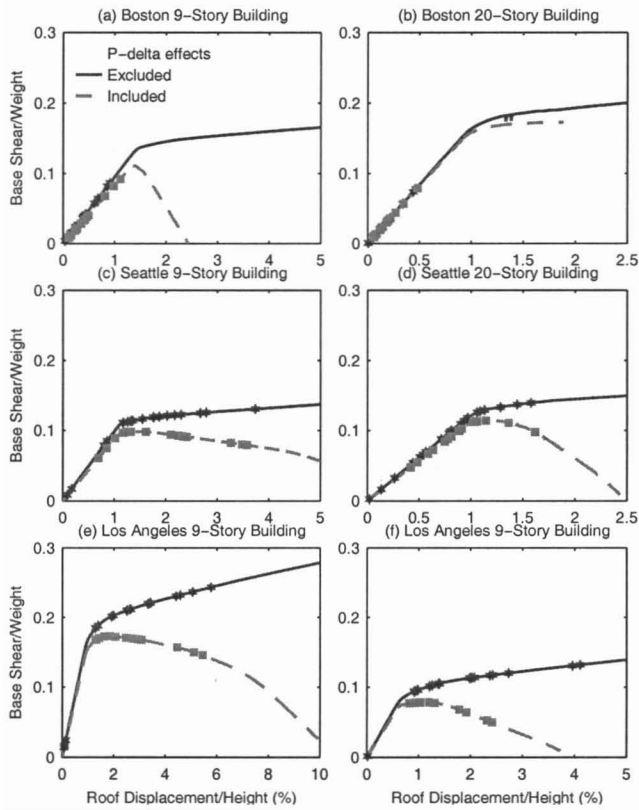 (a) Boston 9-Story Building
(b) Boston 20-Story Building
0.3
0.2
0.1
0
Base Shear/Weight
P-delta effects
Excluded
Included
0 1 2 3 4 5
0.3
0.2
0.1
0
0 0.5 1 1.5 2 2.5
(c) Seattle 9-Story Building
(d) Seattle 20-Story Building
0.3
0.2
0.1
0
Base Shear/Weight
0 1 2 3 4 5
0.3
0.2
0.1
0
0 0.5 1 1.5 2 2.5
(e) Los Angeles 9-Story Building
(f) Los Angeles 9-Story Building
0.3
0.2
0.1
0
Base Shear/Weight
0 2 4 6 8 10
Roof Displacement/Height (%)
0.3
0.2
0.1
0
0 1 2 3 4 5
Roof Displacement/Height (%)